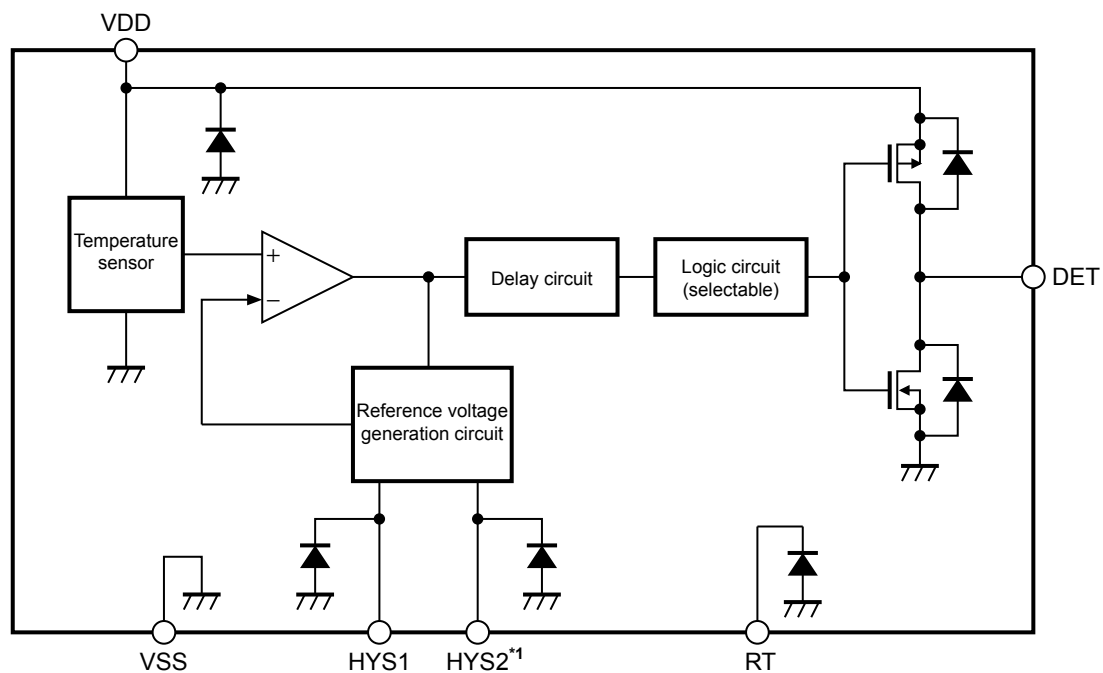 VDD
Temperature
sensor
+
−
Delay circuit
Logic circuit
(selectable)
DET
Reference voltage
generation circuit
VSS
HYS1
HYS2*1
RT